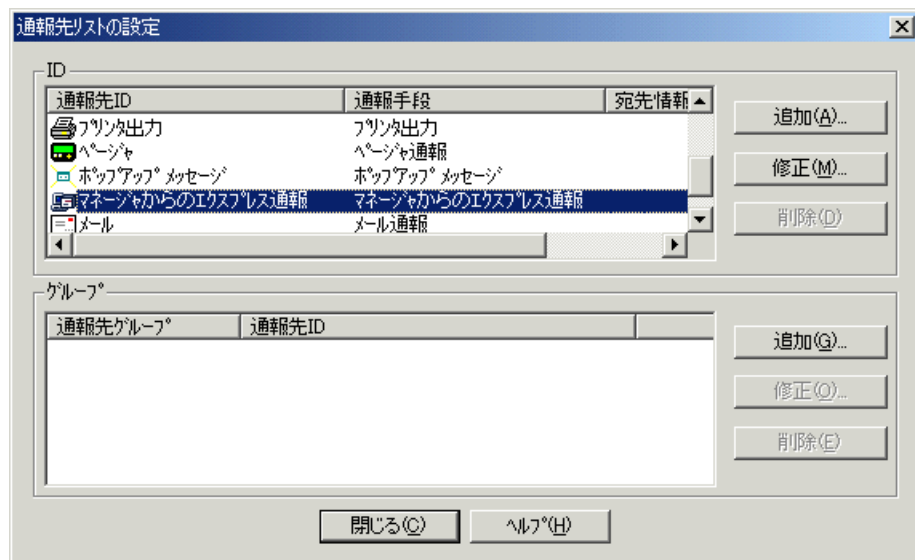 通報先ﾘｽﾄの設定
ID
通報先ID 通報手段 宛先情報
ﾌﾟﾘﾝﾀ出力 ﾌﾟﾘﾝﾀ出力
ﾍﾟｰｼﾞｬ ﾍﾟｰｼﾞｬ通報
ﾎﾟｯﾌﾟｱｯﾌﾟﾒｯｾｰｼﾞ ﾎﾟｯﾌﾟｱｯﾌﾟﾒｯｾｰｼﾞ
ﾏﾈｰｼﾞｬからのｴｸｽﾌﾟﾚｽ通報 ﾏﾈｰｼﾞｬからのｴｸｽﾌﾟﾚｽ通報
ﾒｰﾙ ﾒｰﾙ通報
追加(A)...
修正(M)...
削除(D)
ｸﾞﾙｰﾌﾟ
通報先ｸﾞﾙｰﾌﾟ 通報先ID
追加(G)...
修正(O)...
削除(E)
閉じる(C) ﾍﾙﾌﾟ(H)